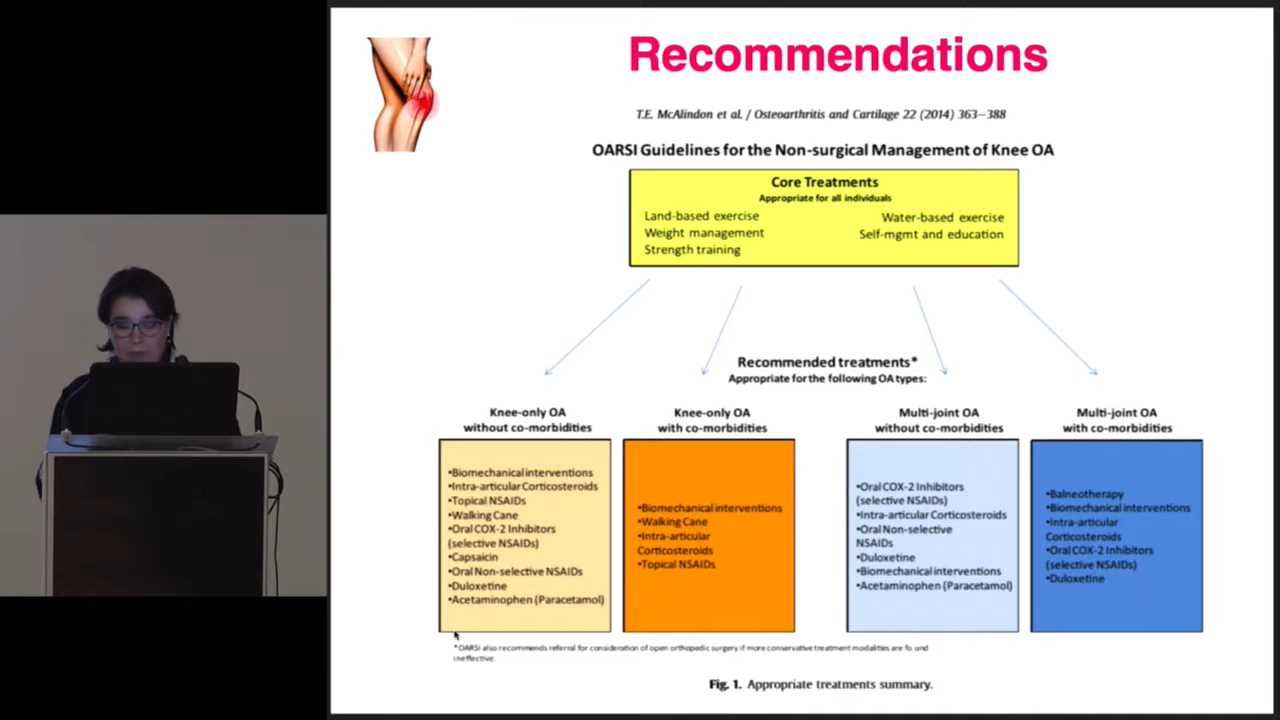 Recommendations
T.E. McAlindon et al. / Osteoarthritis and Cartilage 22 (2014) 363–388
OARSI Guidelines for the Non-surgical Management of Knee OA
Core Treatments
Appropriate for all individuals
Land-based exercise
Weight management
Strength training
Water-based exercise
Self-mgmt and education
Recommended treatments*
Appropriate for the following OA types:
Knee-only OA
without co-morbidities
•Biomechanical interventions
•Intra-articular Corticosteroids
•Topical NSAIDs
•Walking Cane
•Oral COX-2 Inhibitors
(selective NSAIDs)
•Capsaicin
•Oral Non-selective NSAIDs
•Duloxetine
•Acetaminophen (Paracetamol)
Knee-only OA
with co-morbidities
•Biomechanical interventions
•Walking Cane
•Intra-articular
Corticosteroids
•Topical NSAIDs
Multi-joint OA
without co-morbidities
•Oral COX-2 Inhibitors
(selective NSAIDs)
•Intra-articular Corticosteroids
•Oral Non-selective
NSAIDs
•Duloxetine
•Biomechanical interventions
•Acetaminophen (Paracetamol)
Multi-joint OA
with co-morbidities
•Balneotherapy
•Biomechanical interventions
•Intra-articular
Corticosteroids
•Oral COX-2 Inhibitors
(selective NSAIDs)
•Duloxetine
*OARSI also recommends referral for consideration of open orthopedic surgery if more conservative treatment modalities are fo und
ineffective.
Fig. 1. Appropriate treatments summary.